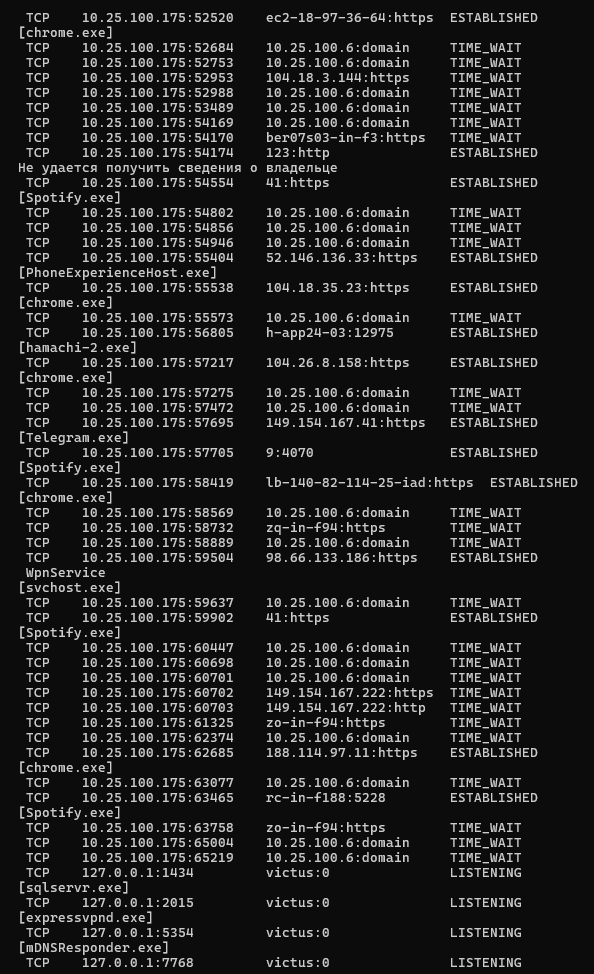 TCP    10.25.100.175:52520    ec2-18-97-36-64:https  ESTABLISHED
[chrome.exe]
TCP    10.25.100.175:52684    10.25.100.6:domain     TIME_WAIT
TCP    10.25.100.175:52753    10.25.100.6:domain     TIME_WAIT
TCP    10.25.100.175:52953    104.18.3.144:https     TIME_WAIT
TCP    10.25.100.175:52988    10.25.100.6:domain     TIME_WAIT
TCP    10.25.100.175:53489    10.25.100.6:domain     TIME_WAIT
TCP    10.25.100.175:54169    10.25.100.6:domain     TIME_WAIT
TCP    10.25.100.175:54170    ber07s03-in-f3:https   TIME_WAIT
TCP    10.25.100.175:54174    123:http               ESTABLISHED
Не удается получить сведения о владельце
TCP    10.25.100.175:54554    41:https               ESTABLISHED
[Spotify.exe]
TCP    10.25.100.175:54802    10.25.100.6:domain     TIME_WAIT
TCP    10.25.100.175:54856    10.25.100.6:domain     TIME_WAIT
TCP    10.25.100.175:54946    10.25.100.6:domain     TIME_WAIT
TCP    10.25.100.175:55404    52.146.136.33:https    ESTABLISHED
[PhoneExperienceHost.exe]
TCP    10.25.100.175:55538    104.18.35.23:https     ESTABLISHED
[chrome.exe]
TCP    10.25.100.175:55573    10.25.100.6:domain     TIME_WAIT
TCP    10.25.100.175:56805    h-app24-03:12975       ESTABLISHED
[hamachi-2.exe]
TCP    10.25.100.175:57217    104.26.8.158:https     ESTABLISHED
[chrome.exe]
TCP    10.25.100.175:57275    10.25.100.6:domain     TIME_WAIT
TCP    10.25.100.175:57472    10.25.100.6:domain     TIME_WAIT
TCP    10.25.100.175:57695    149.154.167.41:https   ESTABLISHED
[Telegram.exe]
TCP    10.25.100.175:57705    9:4070                 ESTABLISHED
[Spotify.exe]
TCP    10.25.100.175:58419    lb-140-82-114-25-iad:https  ESTABLISHED
[chrome.exe]
TCP    10.25.100.175:58569    10.25.100.6:domain     TIME_WAIT
TCP    10.25.100.175:58732    zq-in-f94:https        TIME_WAIT
TCP    10.25.100.175:58889    10.25.100.6:domain     TIME_WAIT
TCP    10.25.100.175:59504    98.66.133.186:https    ESTABLISHED
WpnService
[svchost.exe]
TCP    10.25.100.175:59637    10.25.100.6:domain     TIME_WAIT
TCP    10.25.100.175:59902    41:https               ESTABLISHED
[Spotify.exe]
TCP    10.25.100.175:60447    10.25.100.6:domain     TIME_WAIT
TCP    10.25.100.175:60698    10.25.100.6:domain     TIME_WAIT
TCP    10.25.100.175:60701    10.25.100.6:domain     TIME_WAIT
TCP    10.25.100.175:60702    149.154.167.222:https  TIME_WAIT
TCP    10.25.100.175:60703    149.154.167.222:http   TIME_WAIT
TCP    10.25.100.175:61325    zo-in-f94:https        TIME_WAIT
TCP    10.25.100.175:62374    10.25.100.6:domain     TIME_WAIT
TCP    10.25.100.175:62685    188.114.97.11:https    ESTABLISHED
[chrome.exe]
TCP    10.25.100.175:63077    10.25.100.6:domain     TIME_WAIT
TCP    10.25.100.175:63465    rc-in-f188:5228        ESTABLISHED
[Spotify.exe]
TCP    10.25.100.175:63758    zo-in-f94:https        TIME_WAIT
TCP    10.25.100.175:65004    10.25.100.6:domain     TIME_WAIT
TCP    10.25.100.175:65219    10.25.100.6:domain     TIME_WAIT
TCP    127.0.0.1:1434         victus:0               LISTENING
[sqlservr.exe]
TCP    127.0.0.1:2015         victus:0               LISTENING
[expressvpnd.exe]
TCP    127.0.0.1:5354         victus:0               LISTENING
[mDNSResponder.exe]
TCP    127.0.0.1:7768         victus:0               LISTENING